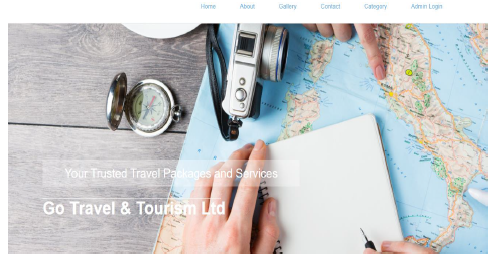 Home About Gallery Contact Category Admin Login
Your Trusted Travel Packages and Services
Go Travel & Tourism Ltd